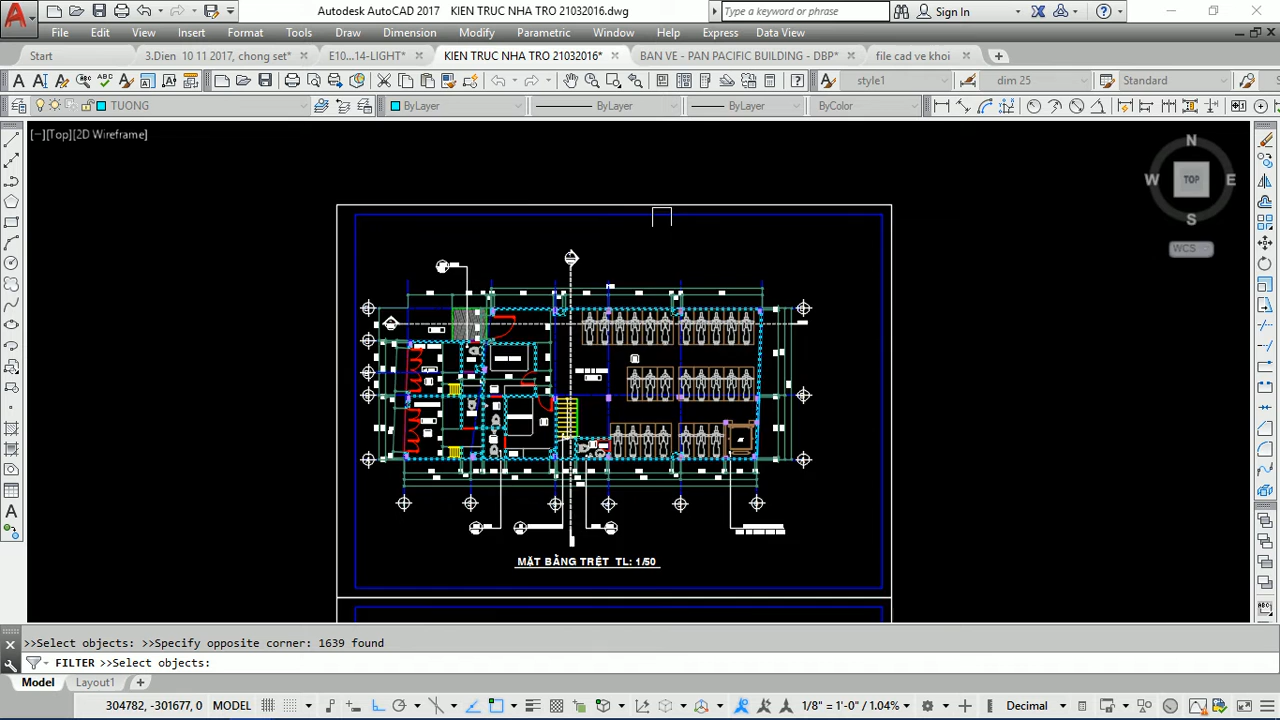 Autodesk AutoCAD 2017 KIEN TRUC NHA TRO 21032016.dwg
Type a keyword or phrase
Sign In
File Edit View Insert Format Tools Draw Dimension Modify Parametric Window Help Express Data View
Start
3.Dien 10 11 2017, chong set*
E10...14-LIGHT*
KIEN TRUC NHA TRO 21032016*
BAN VE - PAN PACIFIC BUILDING - DBP*
file cad ve khoi
style1
dim 25
Standard
TUONG
ByLayer
ByLayer
ByLayer
ByColor
[−][Top][2D Wireframe]
N
W TOP E
S
WCS
MẶT BẰNG TRỆT TL: 1/50
>>Select objects: >>Specify opposite corner: 1639 found
FILTER >>Select objects:
Model Layout1
304782, -301677, 0 MODEL
1/8" = 1'-0" / 1.04%
Decimal